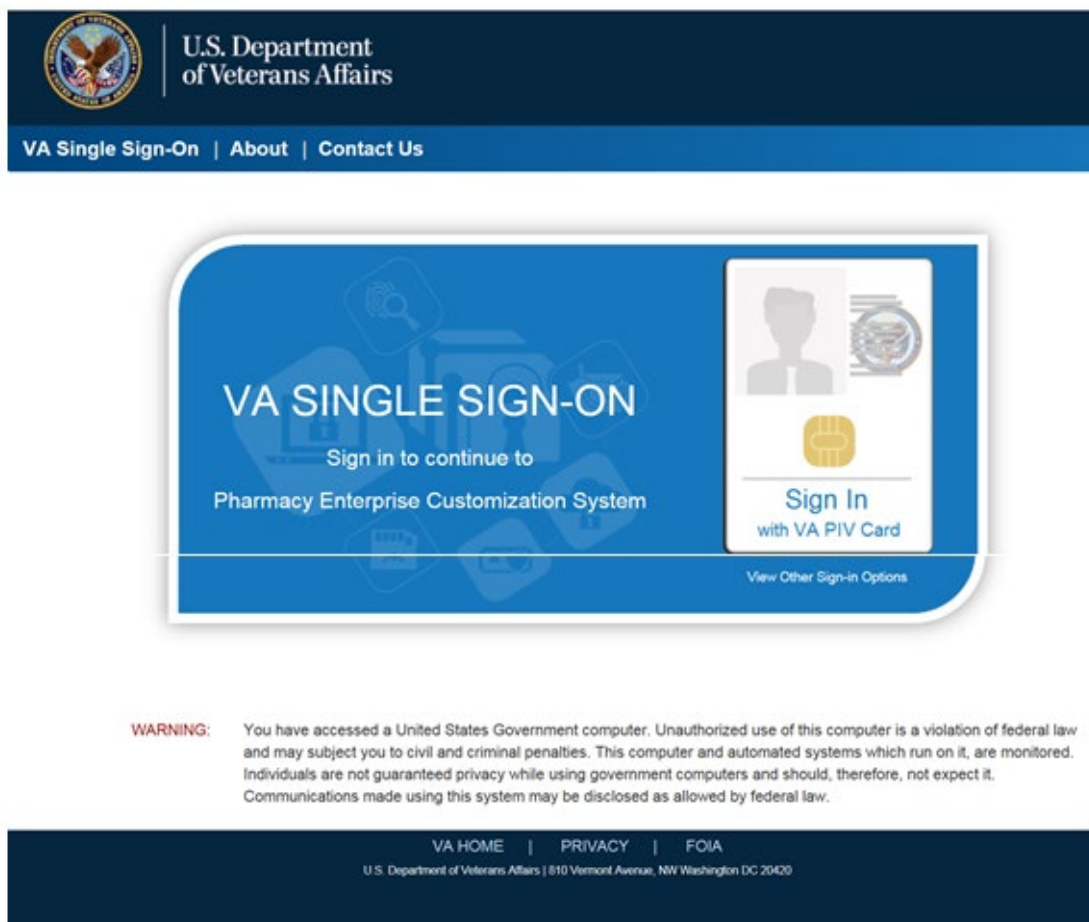 U.S. Department
of Veterans Affairs
VA Single Sign-On | About | Contact Us
VA SINGLE SIGN-ON
Sign in to continue to
Pharmacy Enterprise Customization System
Sign In
with VA PIV Card
View Other Sign-in Options
WARNING: You have accessed a United States Government computer. Unauthorized use of this computer is a violation of federal law
and may subject you to civil and criminal penalties. This computer and automated systems which run on it, are monitored.
Individuals are not guaranteed privacy while using government computers and should, therefore, not expect it.
Communications made using this system may be disclosed as allowed by federal law.
VA HOME | PRIVACY | FOIA
U.S. Department of Veterans Affairs | 810 Vermont Avenue, NW Washington DC 20420